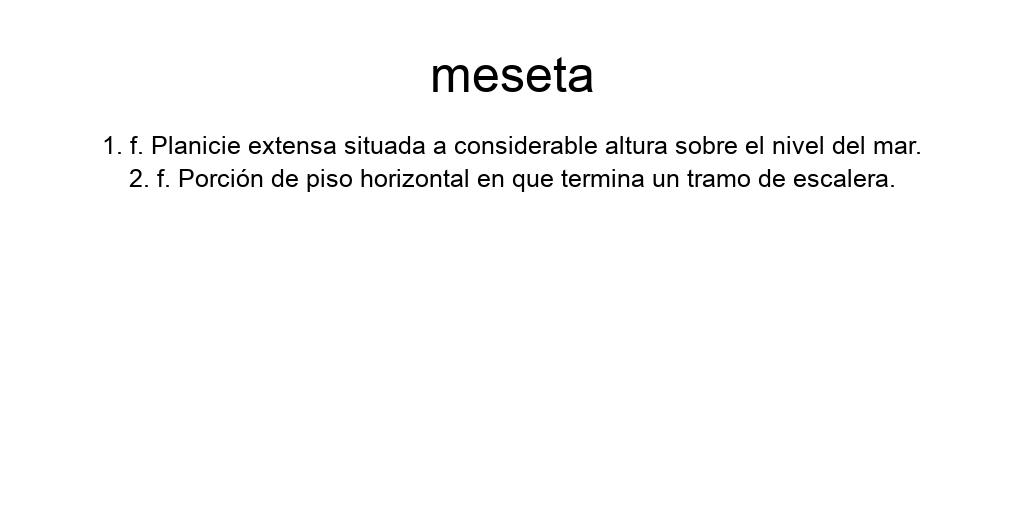 meseta
1. f. Planicie extensa situada a considerable altura sobre el nivel del mar.
2. f. Porción de piso horizontal en que termina un tramo de escalera.